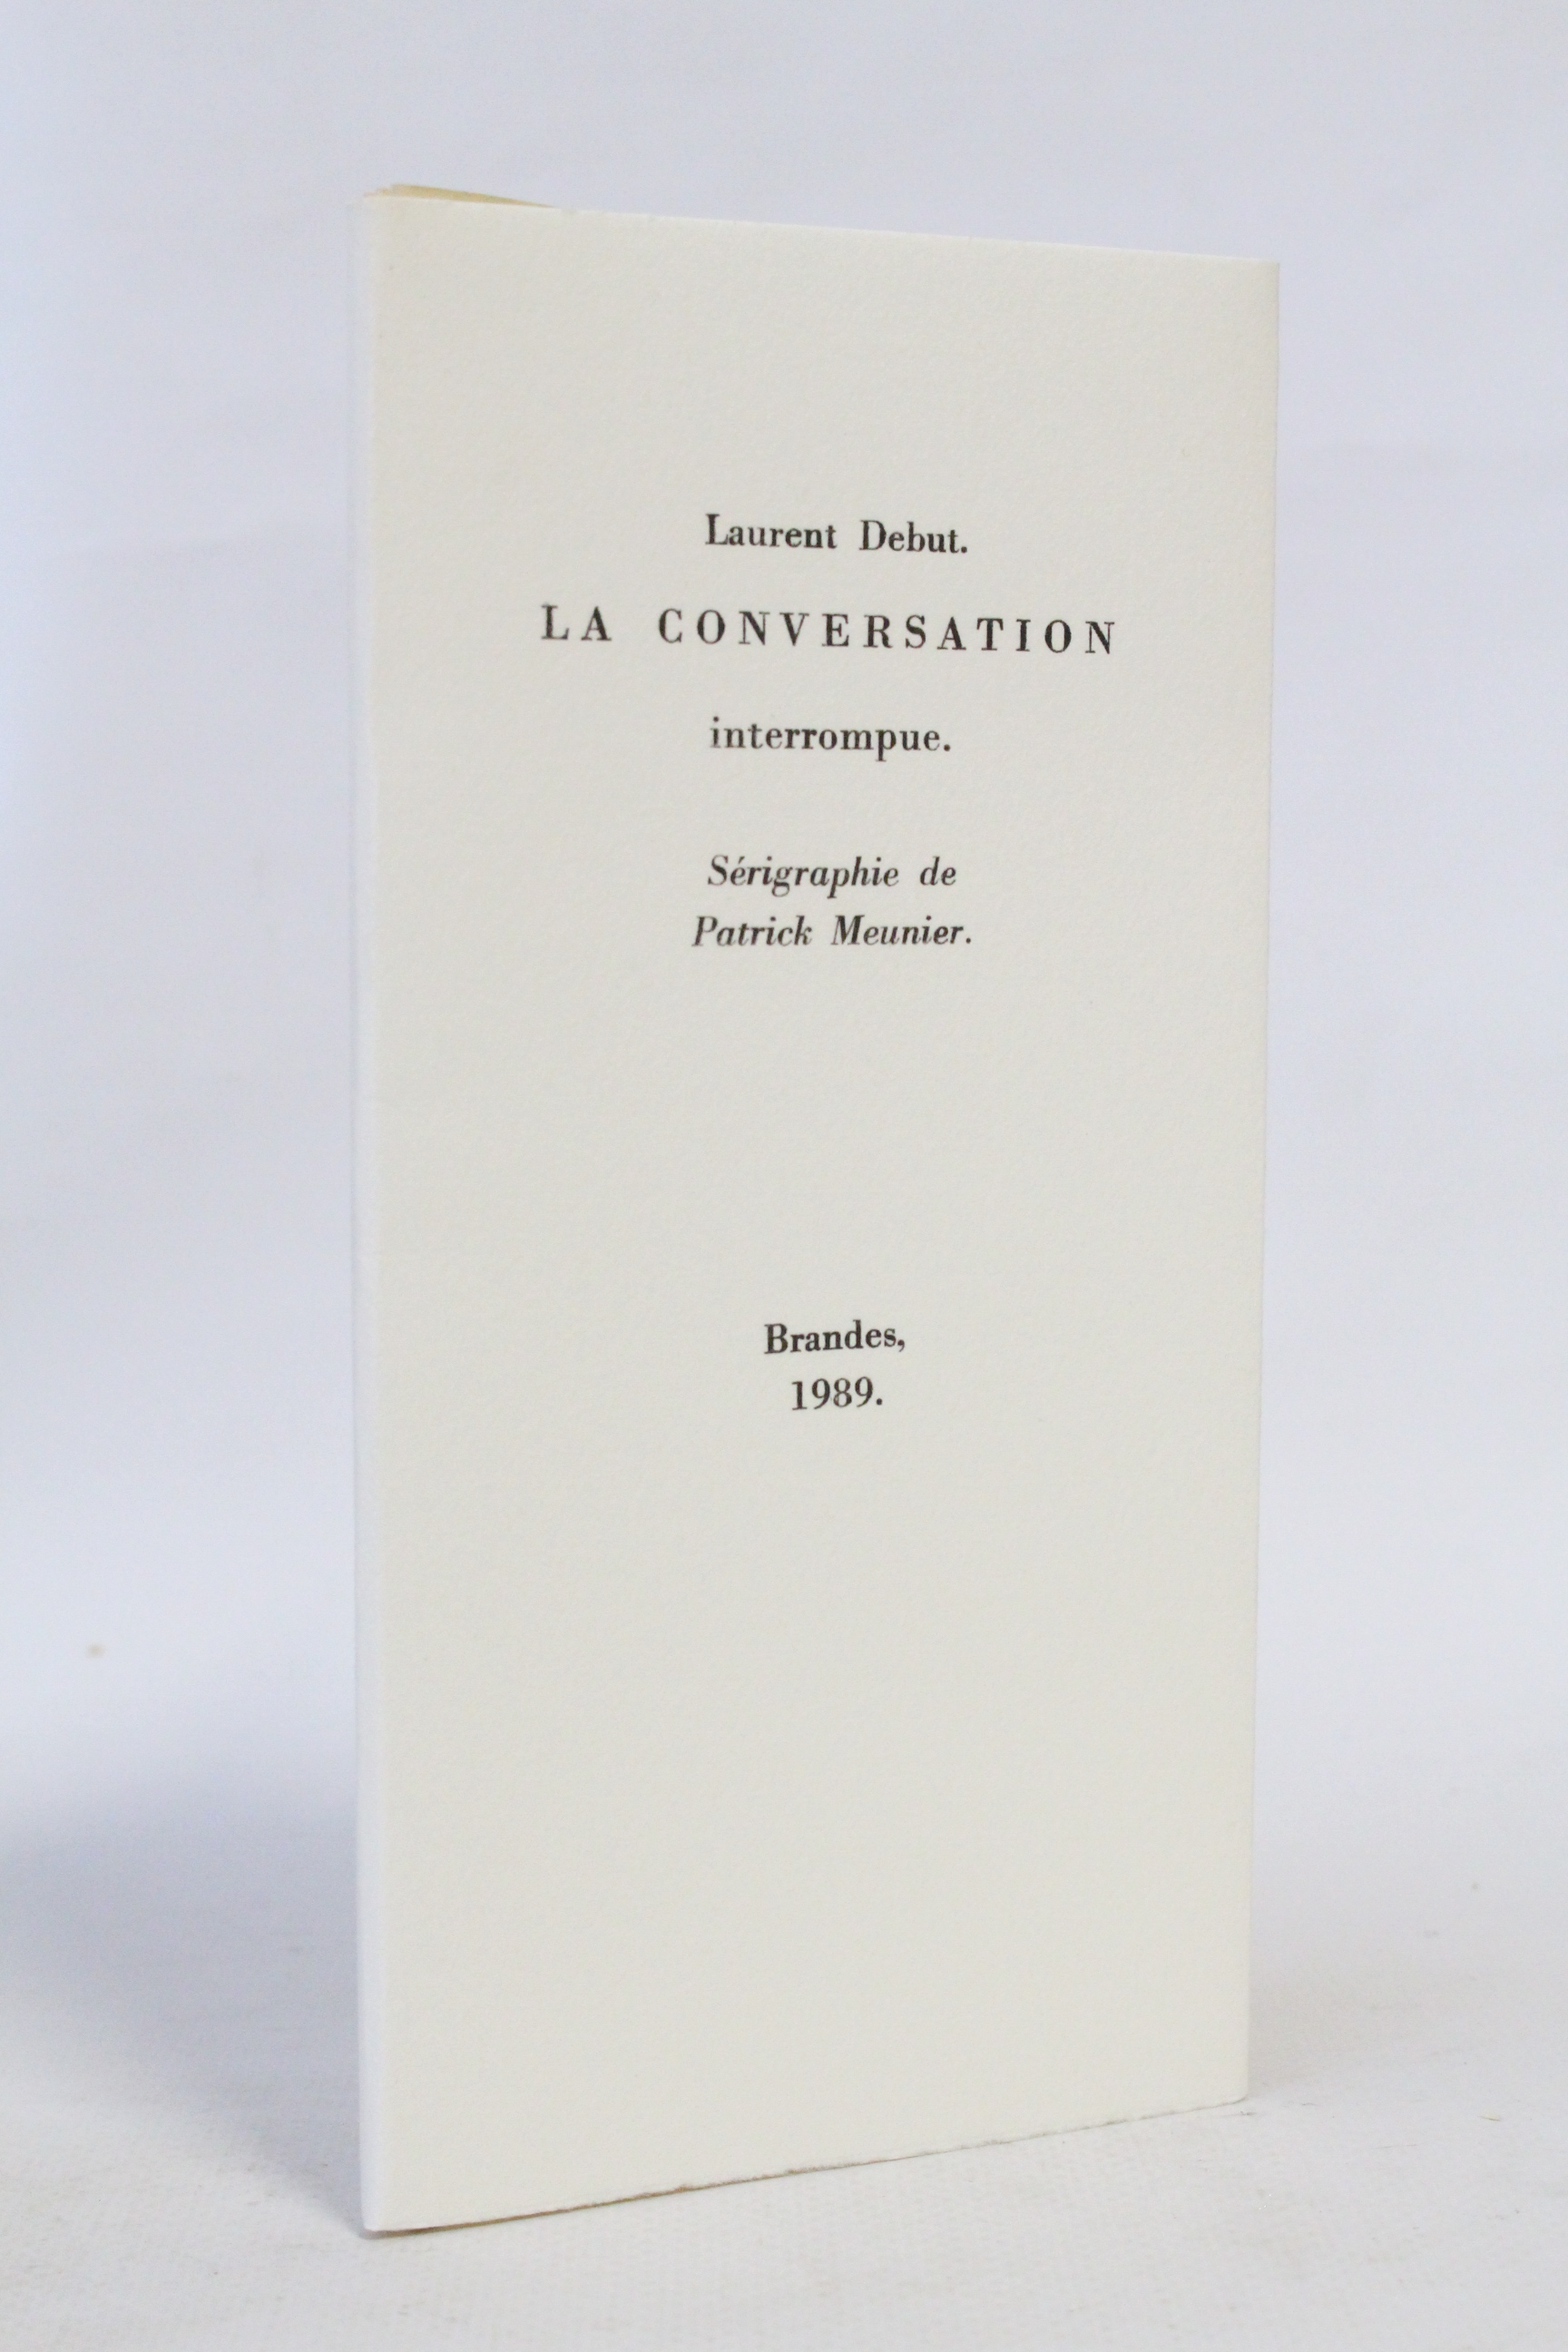 Laurent Debut.
LA CONVERSATION
interrompue.
Sérigraphie de
Patrick Meunier.
Brandes,
1989.